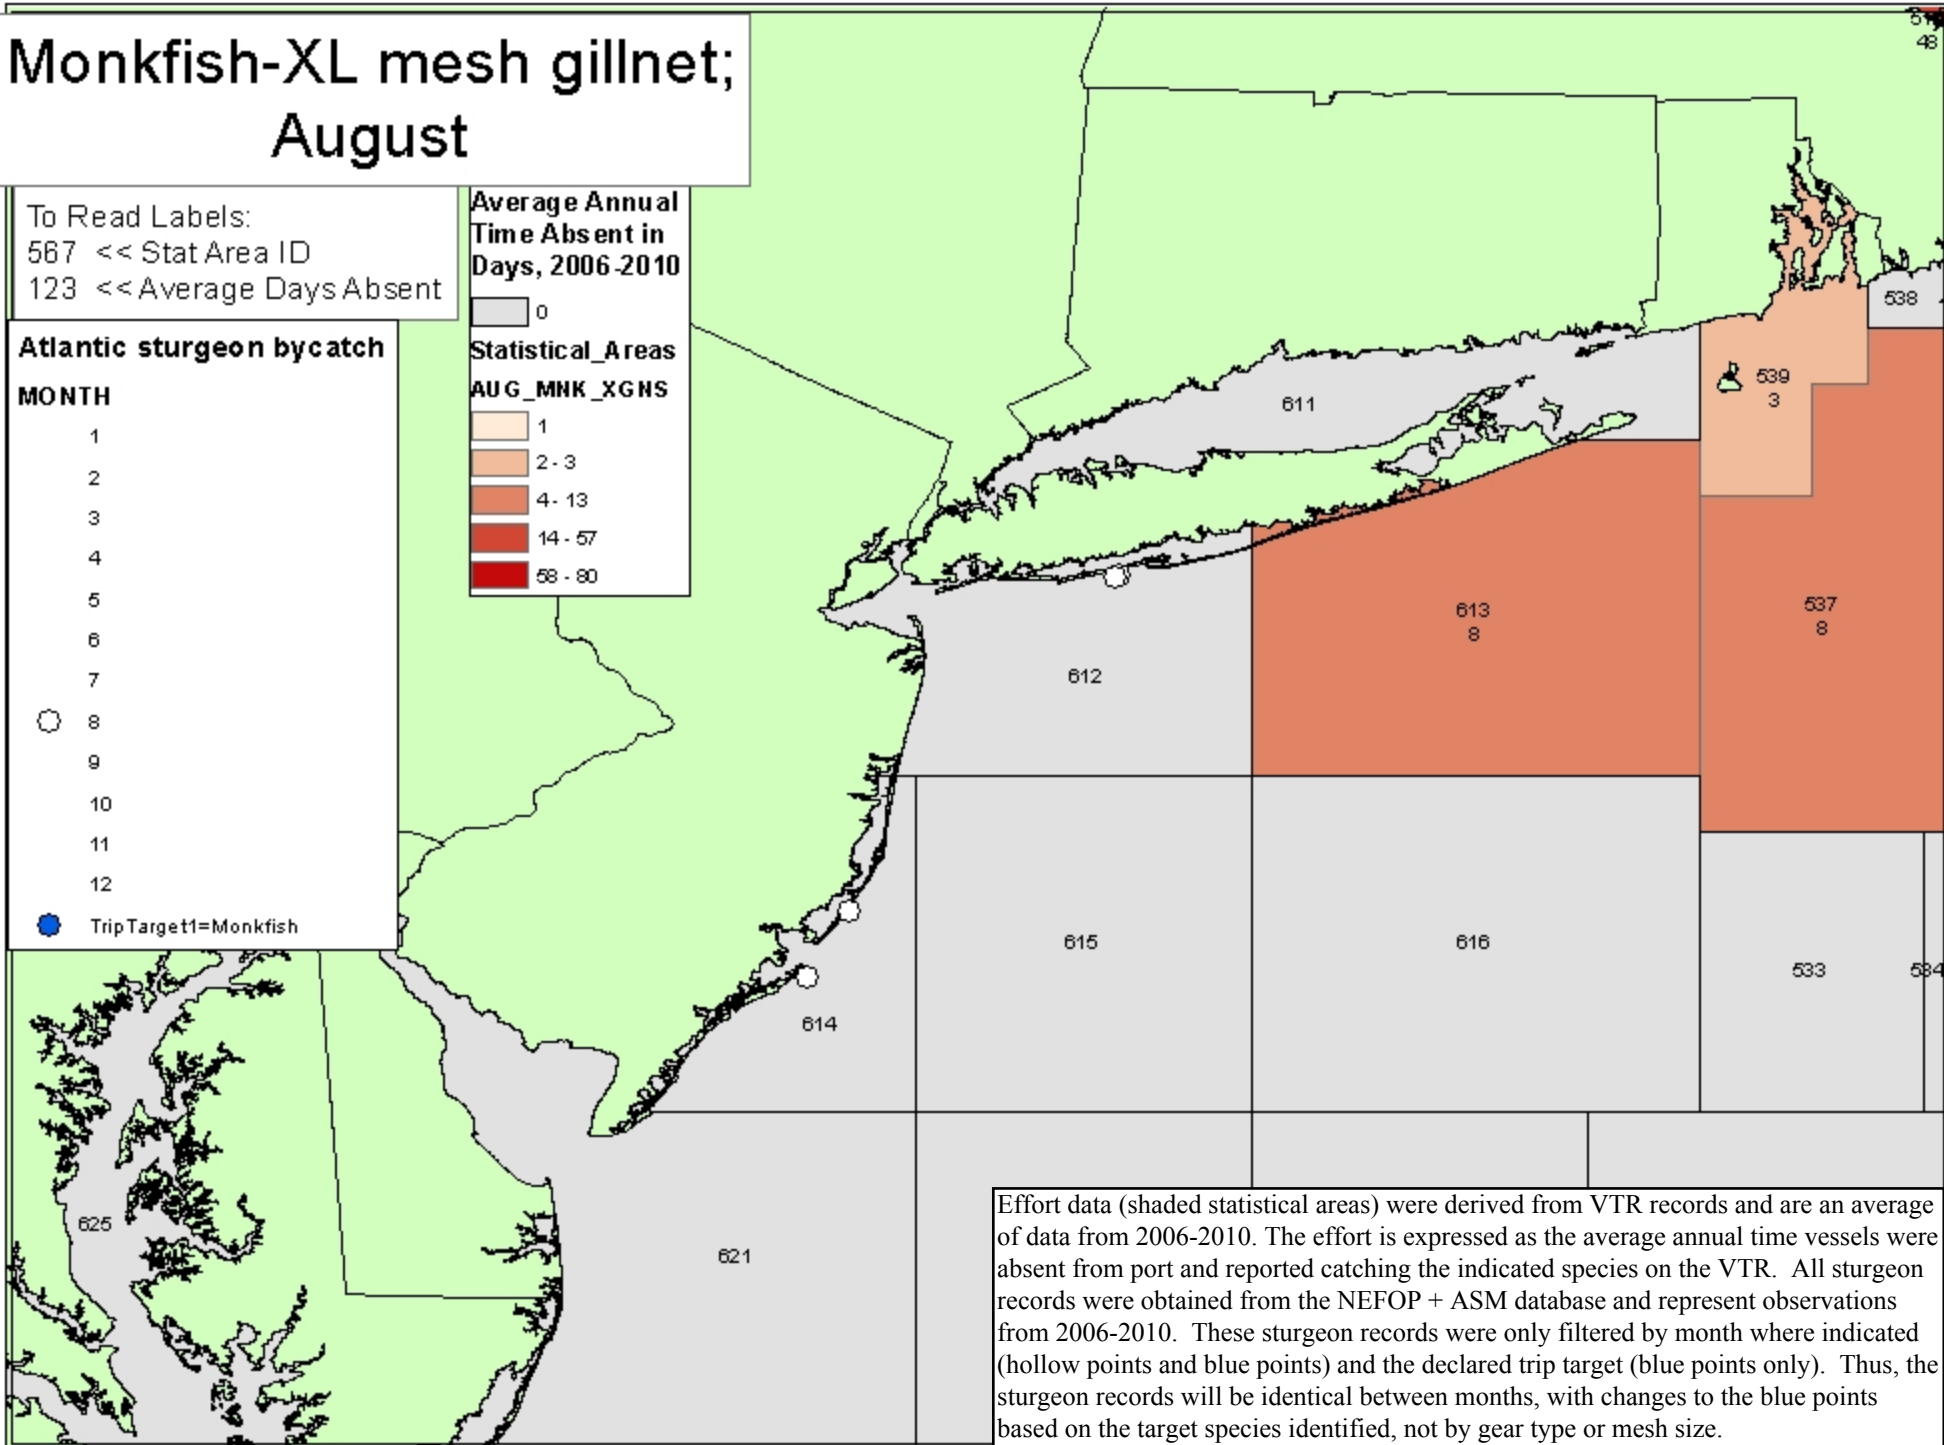 Monkfish-XL mesh gillnet;
August
To Read Labels:
567 << Stat Area ID
123 << Average Days Absent
Average Annual
Time Absent in
Days, 2006-2010
0
Statistical_Areas
AUG_MNK_XGNS
1
2 - 3
4 - 13
14 - 57
58 - 80
Atlantic sturgeon bycatch
MONTH
1
2
3
4
5
6
7
8
9
10
11
12
TripTarget1=Monkfish
48
538
539
3
611
613
8
537
8
612
615
616
533
534
614
625
621
Effort data (shaded statistical areas) were derived from VTR records and are an average
of data from 2006-2010. The effort is expressed as the average annual time vessels were
absent from port and reported catching the indicated species on the VTR. All sturgeon
records were obtained from the NEFOP + ASM database and represent observations
from 2006-2010. These sturgeon records were only filtered by month where indicated
(hollow points and blue points) and the declared trip target (blue points only). Thus, the
sturgeon records will be identical between months, with changes to the blue points
based on the target species identified, not by gear type or mesh size.